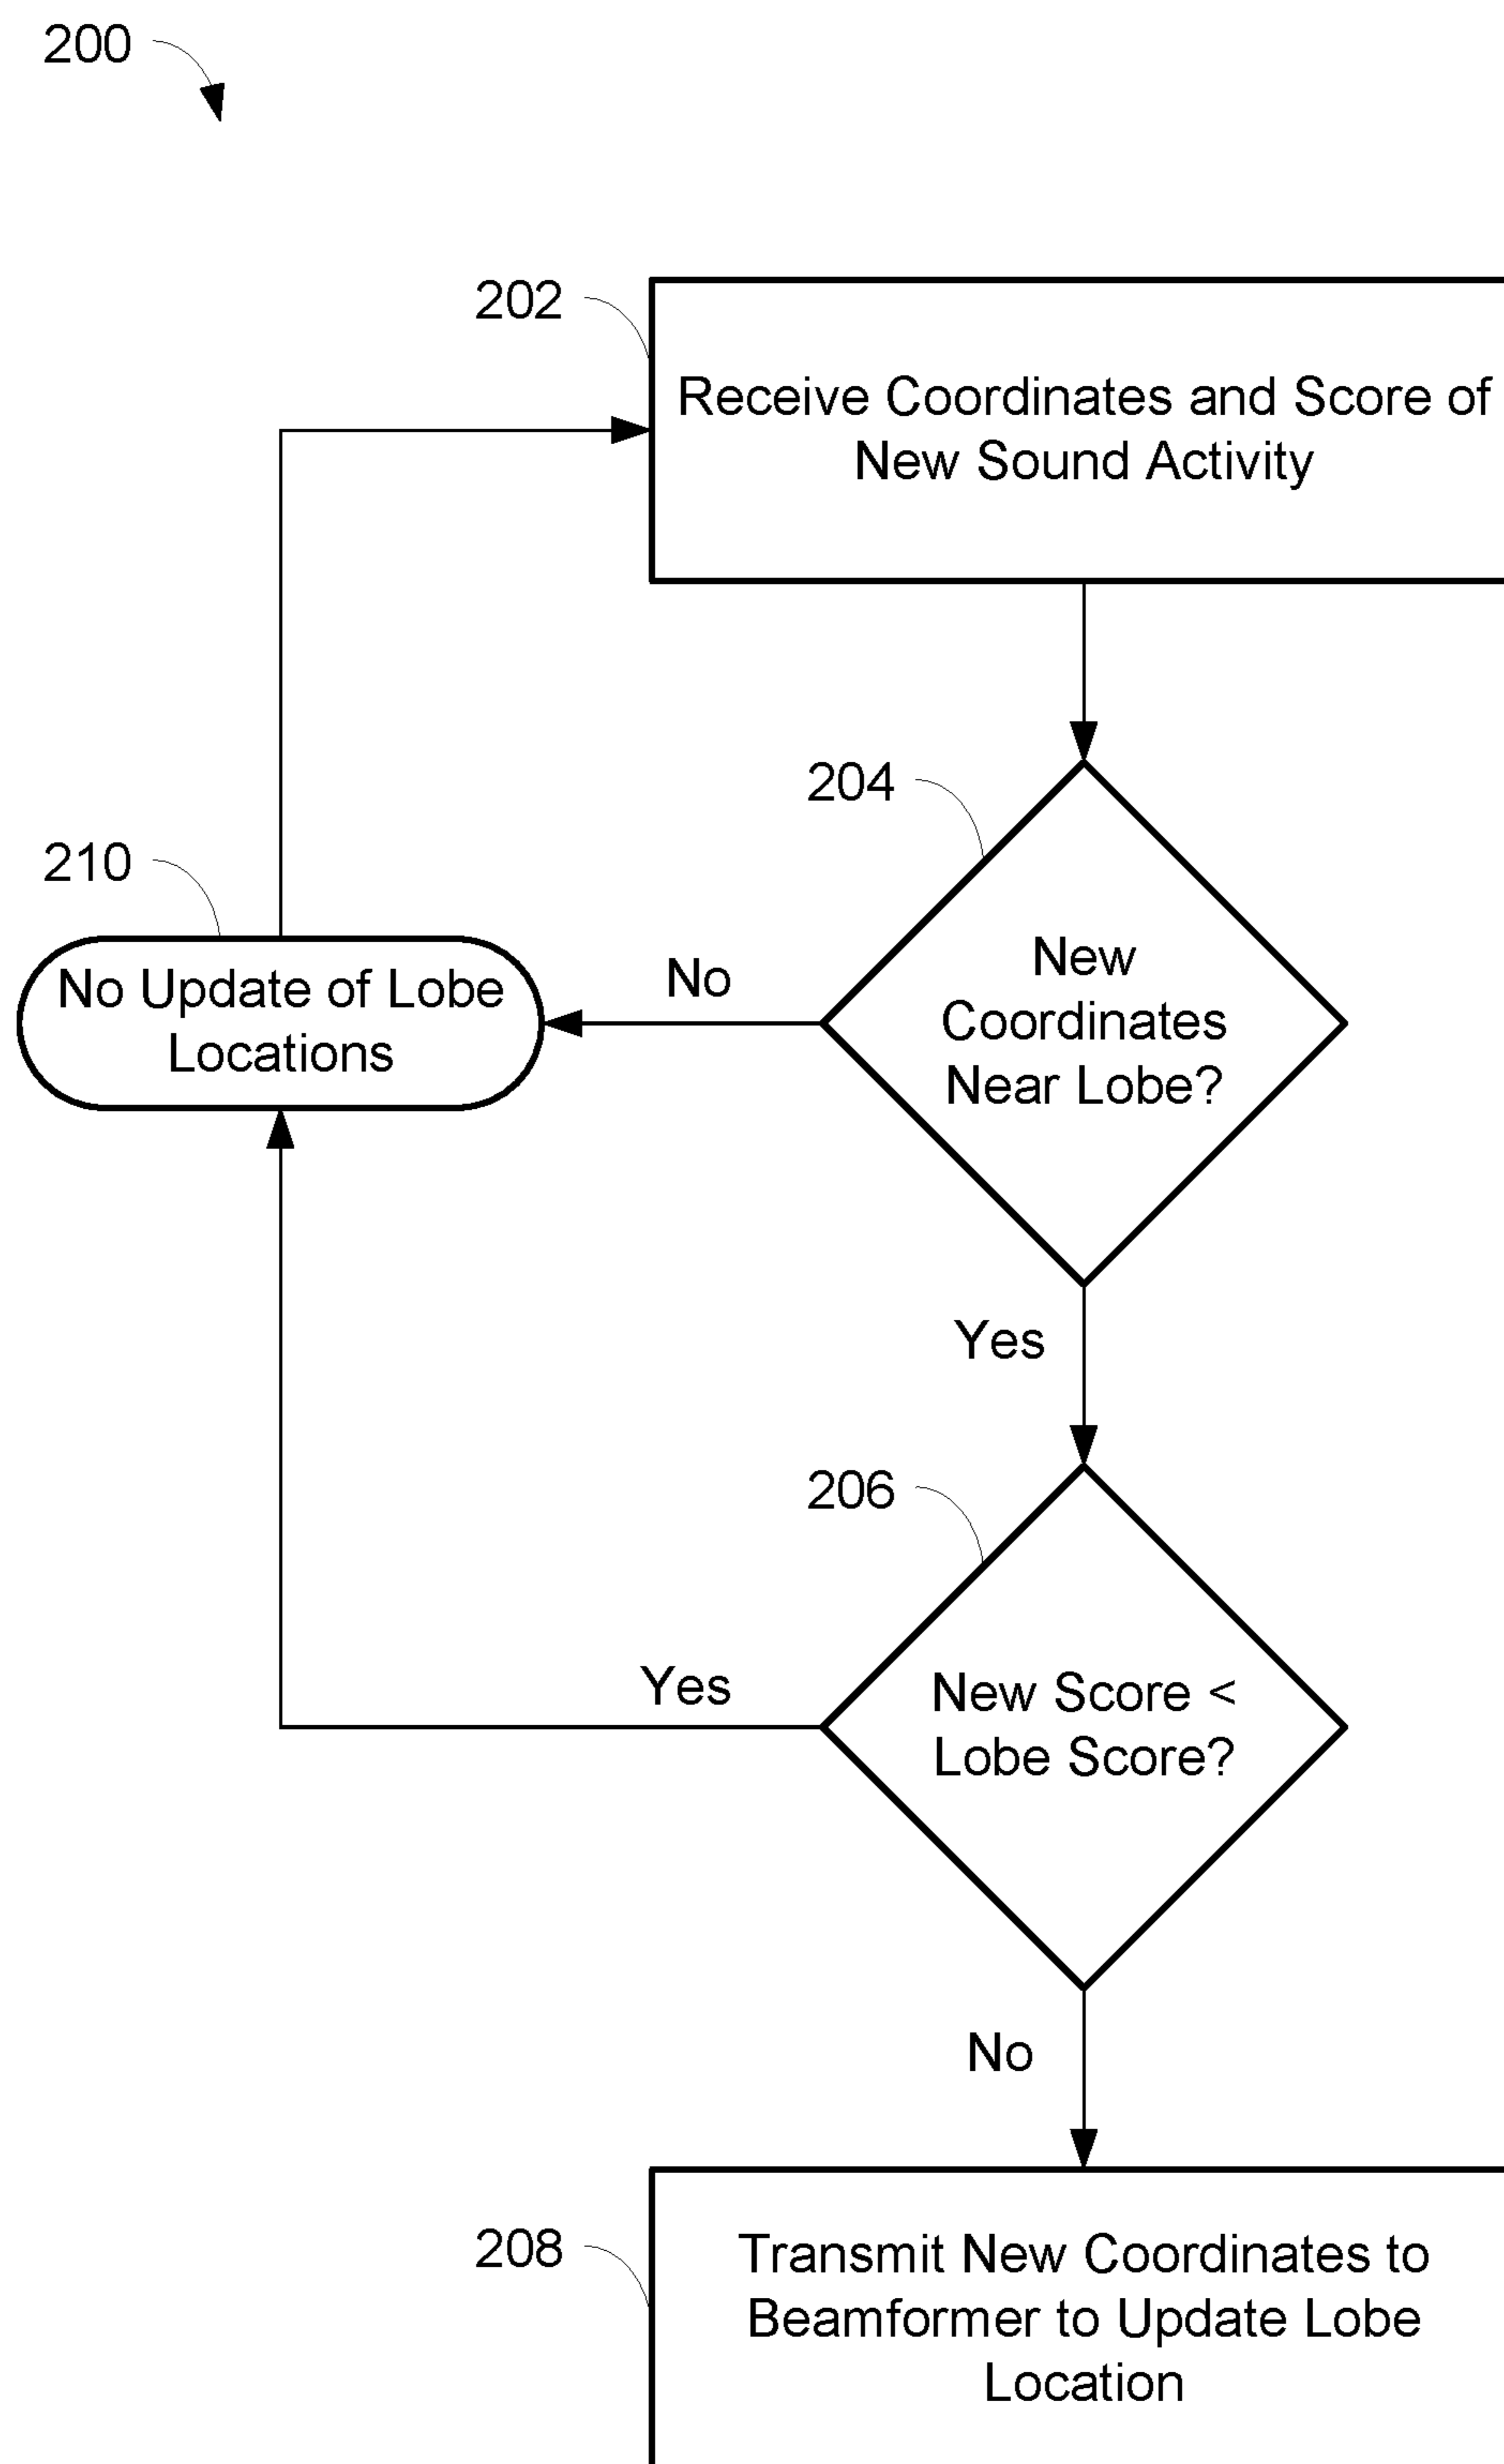 200
202
Receive Coordinates and Score of
New Sound Activity
204
210
No Update of Lobe
Locations
No
New
Coordinates
Near Lobe?
Yes
206
Yes
New Score <
Lobe Score?
No
208
Transmit New Coordinates to
Beamformer to Update Lobe
Location